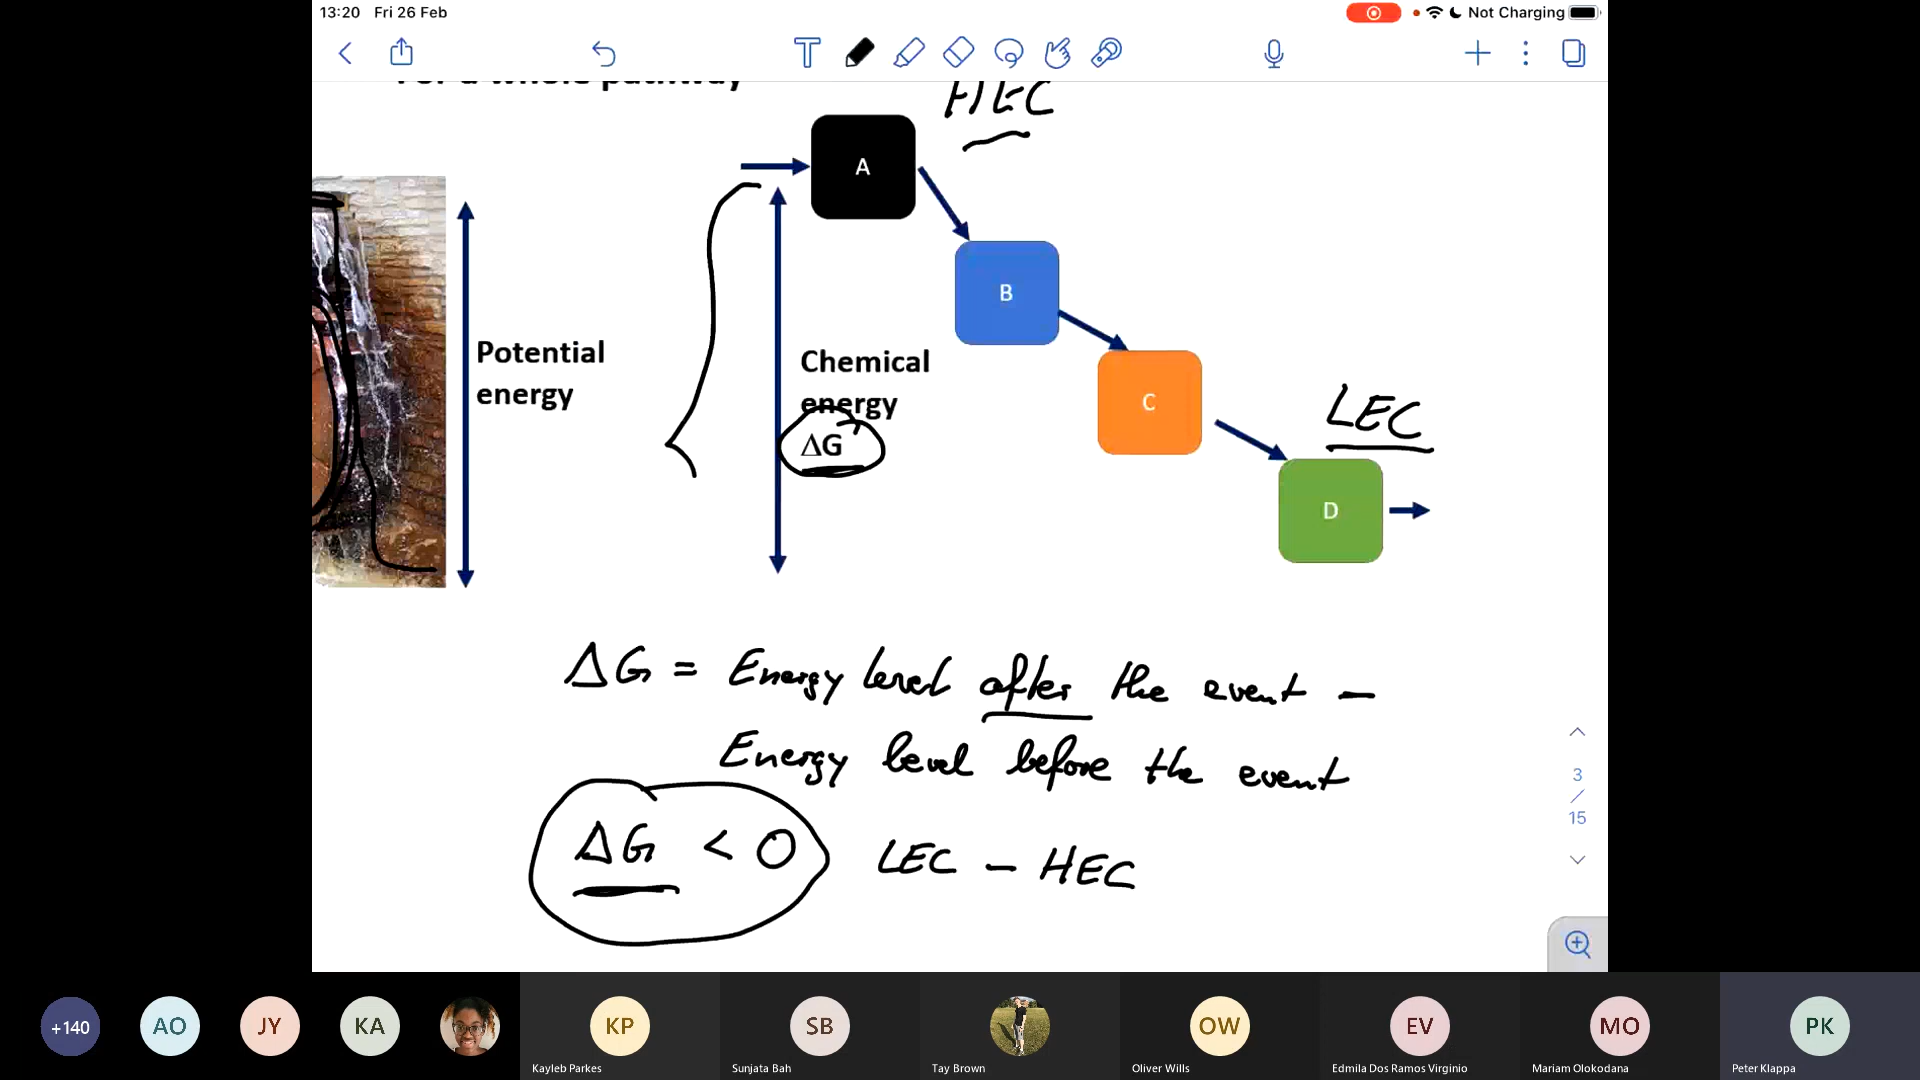 13:20 Fri 26 Feb
Not Charging
T
For a whole pathway
HEC
A
B
Potential
energy
Chemical
energy
ΔG
C
LEC
D
ΔG = Energy level after the event –
Energy level before the event
ΔG < 0 LEC – HEC
3
/
15
+140
AO
JY
KA
KP
SB
OW
EV
MO
PK
Kayleb Parkes
Sunjata Bah
Tay Brown
Oliver Wills
Edmila Dos Ramos Virginio
Mariam Olokodana
Peter Klappa